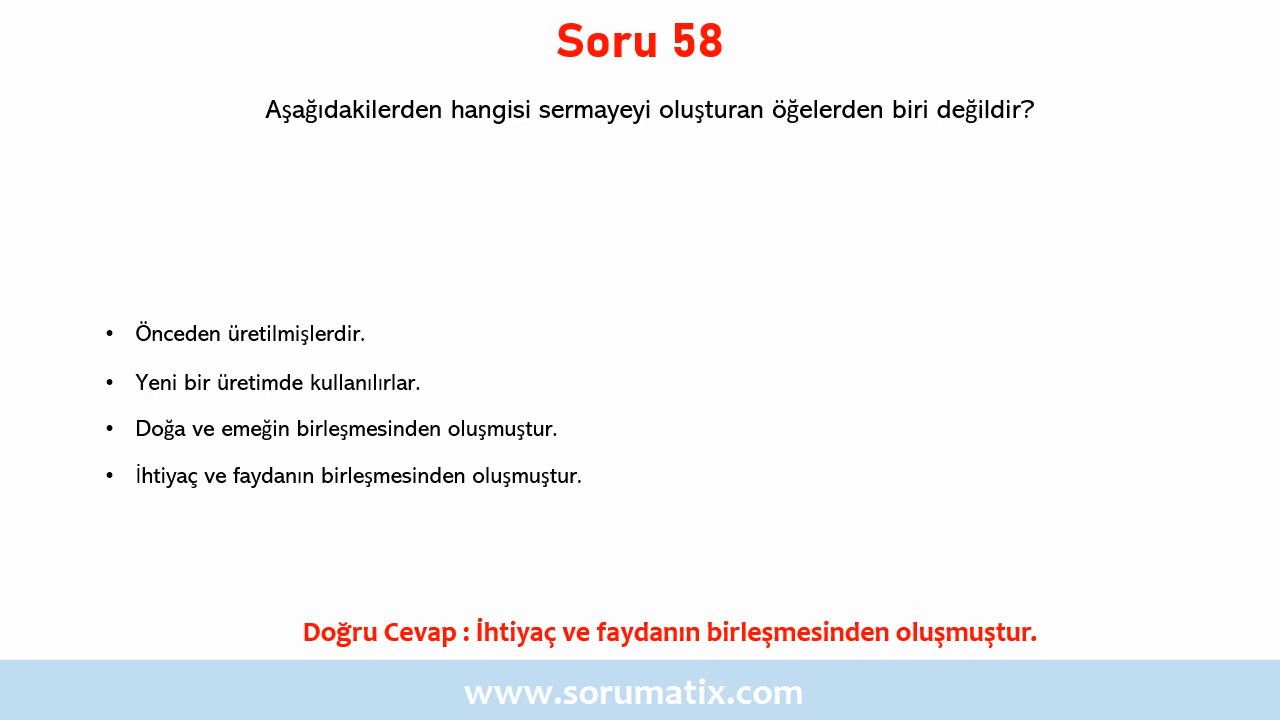 Soru 58
Aşağıdakilerden hangisi sermayeyi oluşturan öğelerden biri değildir?
• Önceden üretilmişlerdir.
• Yeni bir üretimde kullanılırlar.
• Doğa ve emeğin birleşmesinden oluşmuştur.
• İhtiyaç ve faydanın birleşmesinden oluşmuştur.
Doğru Cevap : İhtiyaç ve faydanın birleşmesinden oluşmuştur.
www.sorumatix.com